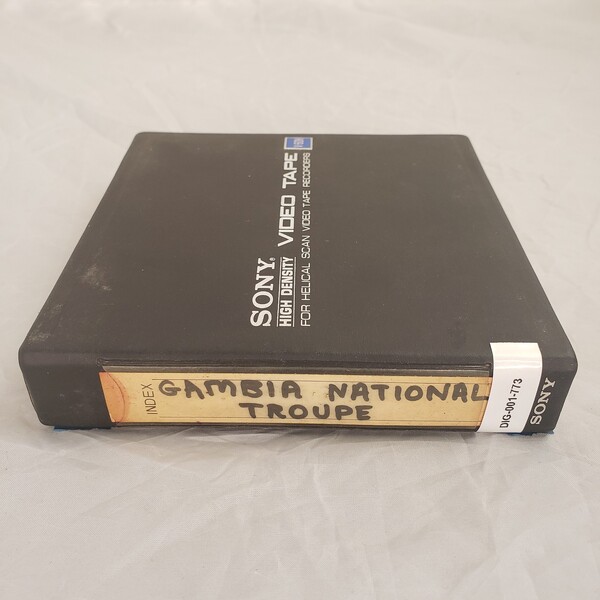 SONY®
HIGH DENSITY VIDEO TAPE
FOR HELICAL SCAN VIDEO TAPE RECORDERS
INDEX
GAMBIA NATIONAL
TROUPE
DIG-001-773
SONY